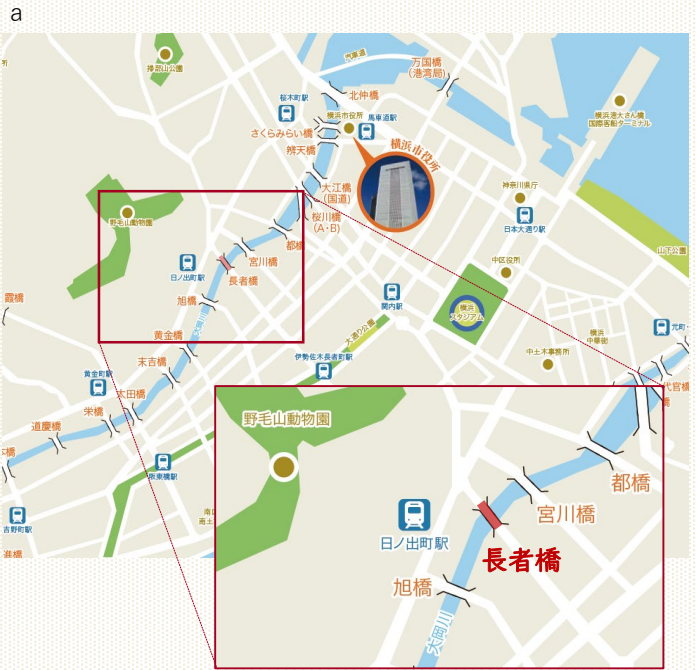 a
掃部山公園
汽車道
万国橋
(港湾局)
北仲橋
桜木町駅
横浜市役所
馬車道駅
さくらみらい橋
弁天橋
横浜市役所
横浜港大さん橋
国際客船ターミナル
大江橋
(国道)
桜川橋
(A・B)
神奈川県庁
日本大通り駅
山下公園
野毛山動物園
都橋
宮川橋
長者橋
日ノ出町駅
旭橋
大岡川
中区役所
関内駅
横浜
スタジアム
霞橋
黄金橋
末吉橋
大通り公園
伊勢佐木長者町駅
横浜
中華街
元町
中土木事務所
黄金町駅
太田橋
栄橋
道慶橋
代官橋
橋
阪東橋駅
吉野町駅
進橋
野毛山動物園
都橋
宮川橋
日ノ出町駅
長者橋
旭橋
大岡川